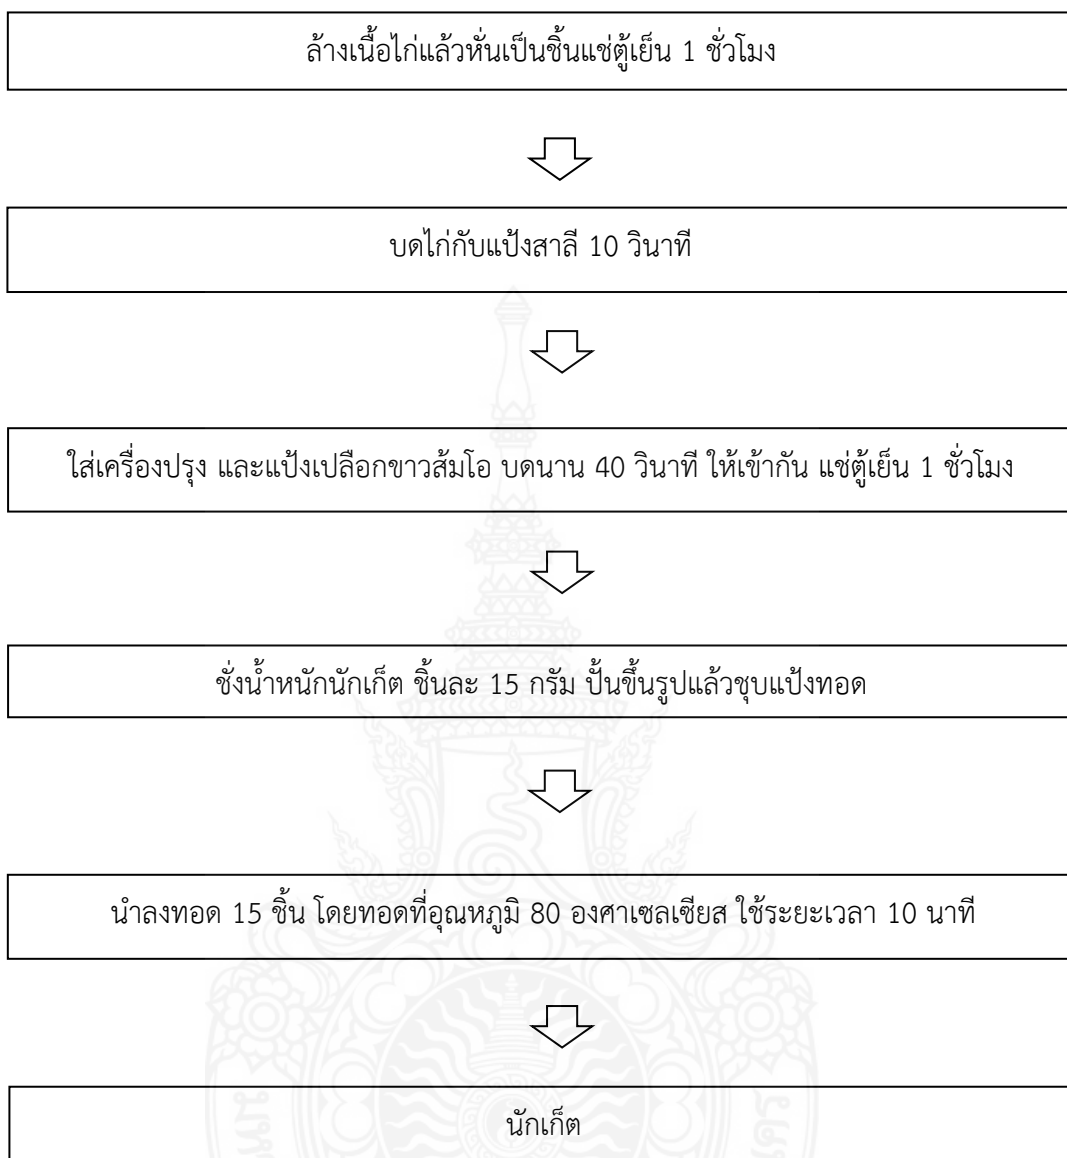 ล้างเนื้อไก่แล้วหั่นเป็นชิ้นแช่ตู้เย็น 1 ชั่วโมง
บดไก่กับแป้งสาลี 10 วินาที
ใส่เครื่องปรุง และแป้งเปลือกขาวส้มโอ บดนาน 40 วินาที ให้เข้ากัน แช่ตู้เย็น 1 ชั่วโมง
ชั่งน้ำหนักนักเก็ต ชิ้นละ 15 กรัม ปั้นขึ้นรูปแล้วชุบแป้งทอด
นำลงทอด 15 ชิ้น โดยทอดที่อุณหภูมิ 80 องศาเซลเซียส ใช้ระยะเวลา 10 นาที
นักเก็ต